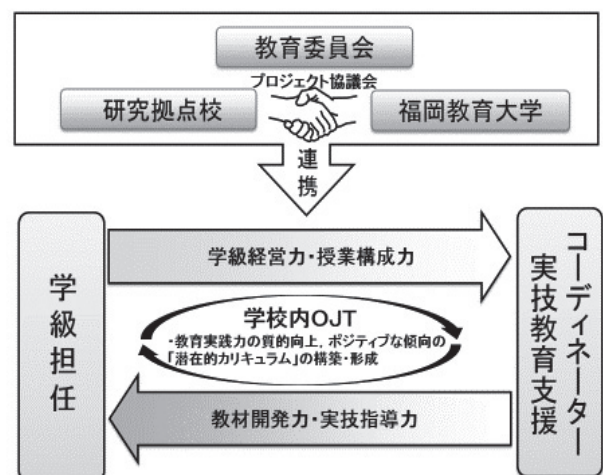 教育委員会
プロジェクト協議会
研究拠点校
福岡教育大学
連携
学級担任
学級経営力・授業構成力
学校内OJT
・教育実践力の質的向上，ポジティブな傾向の
「潜在的カリキュラム」の構築・形成
教材開発力・実技指導力
コーディネーター
実技教育支援